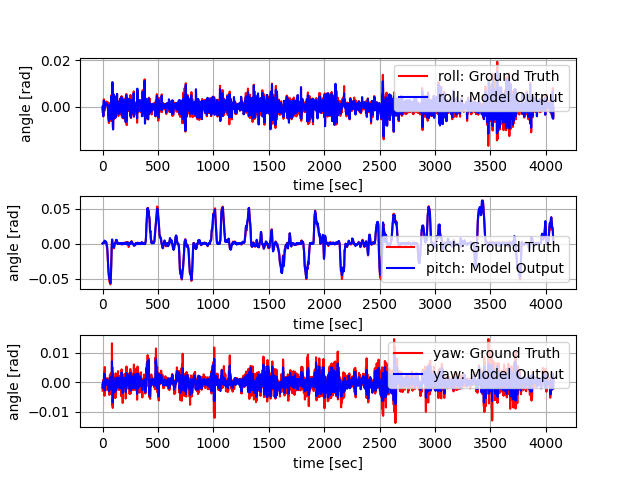 0.02
0.00
angle [rad]
roll: Ground Truth
roll: Model Output
0 500 1000 1500 2000 2500 3000 3500 4000
time [sec]
0.05
0.00
−0.05
angle [rad]
pitch: Ground Truth
pitch: Model Output
0 500 1000 1500 2000 2500 3000 3500 4000
time [sec]
0.01
0.00
−0.01
angle [rad]
yaw: Ground Truth
yaw: Model Output
0 500 1000 1500 2000 2500 3000 3500 4000
time [sec]